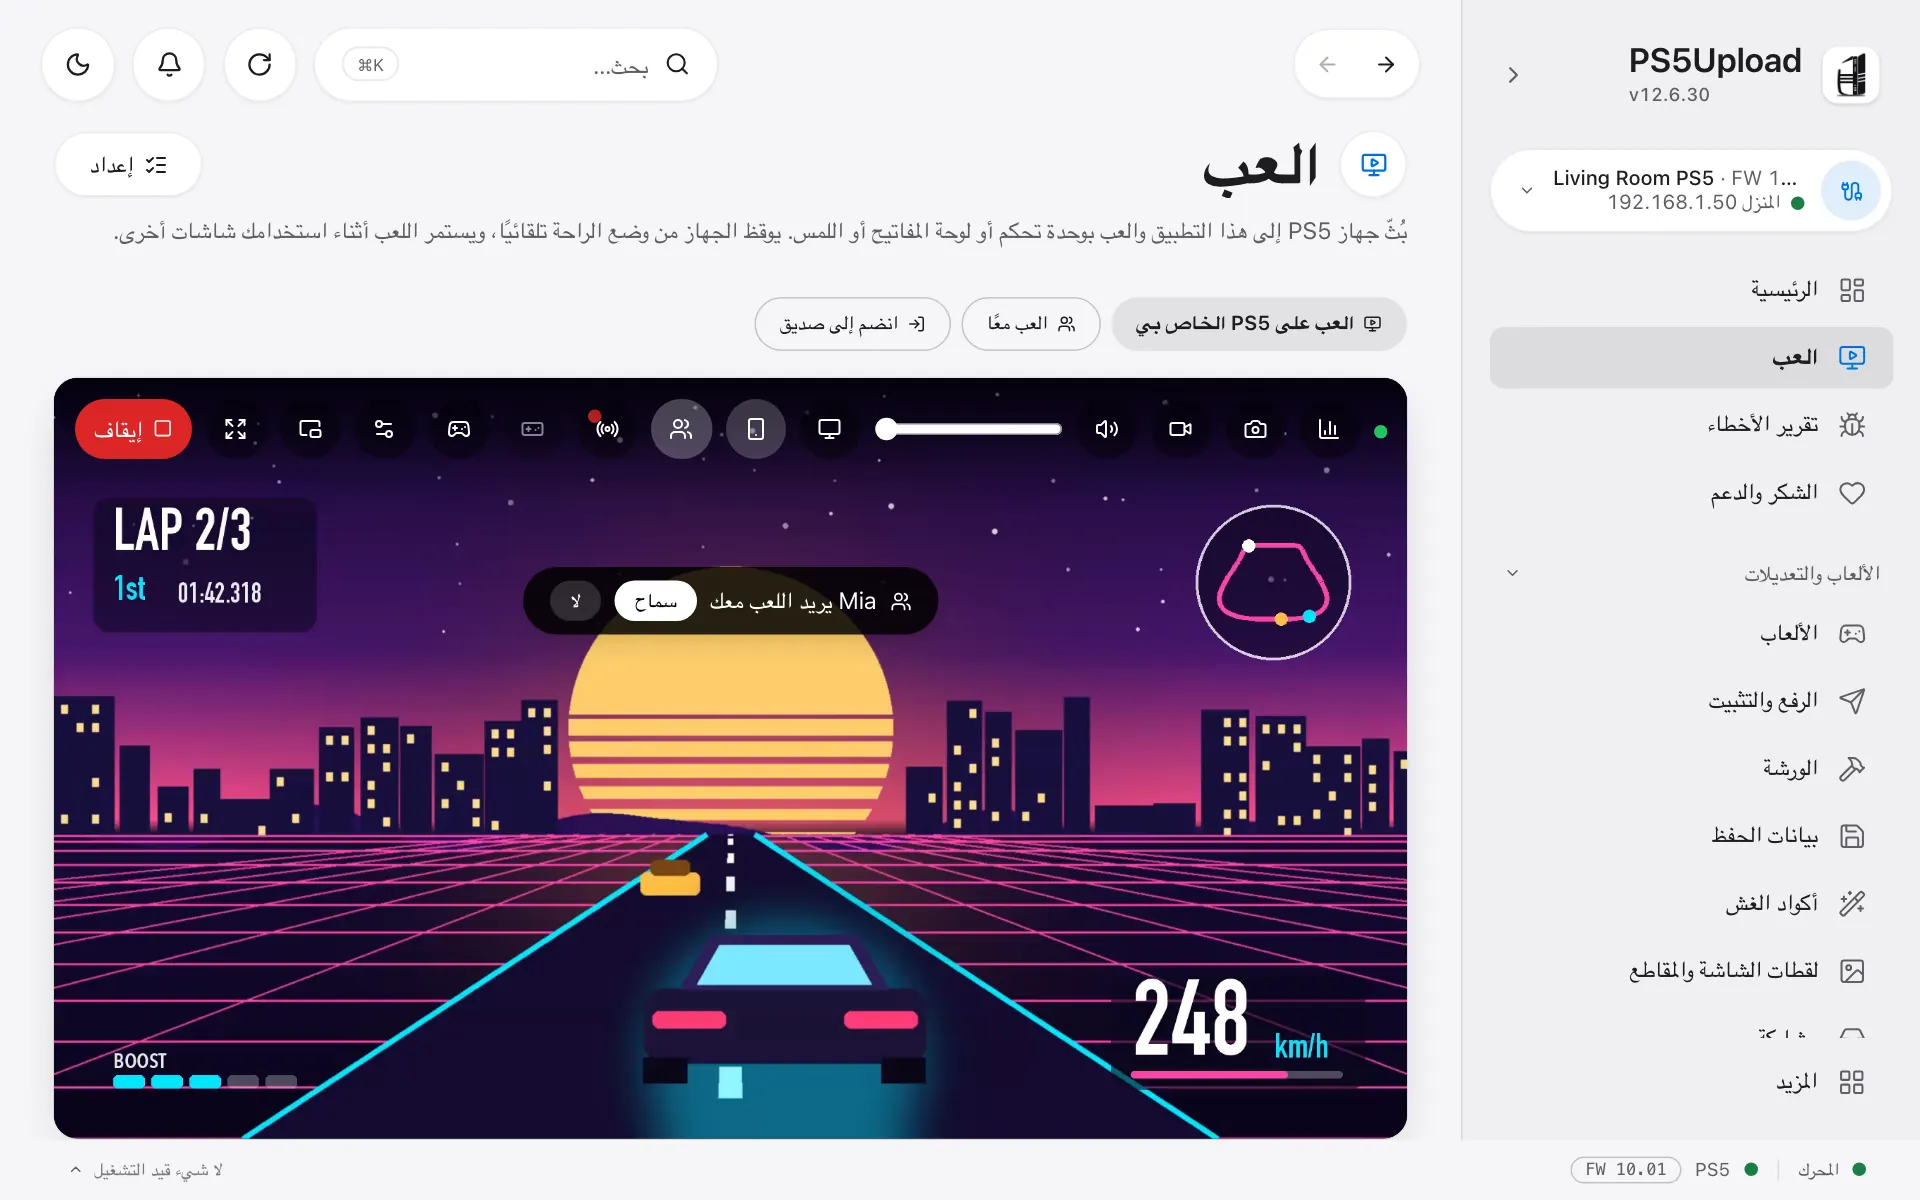 PS5Upload
v12.6.30
Living Room PS5 · FW 1...
المنزل 192.168.1.50
الرئيسية
العب
تقرير الأخطاء
الشكر والدعم
الألعاب والتعديلات
الألعاب
الرفع والتثبيت
الورشة
بيانات الحفظ
أكواد الغش
لقطات الشاشة والمقاطع
المزيد
بحث...
⌘K
العب
إعداد
بُثّ جهاز PS5 إلى هذا التطبيق والعب بوحدة تحكم أو لوحة المفاتيح أو اللمس. يوقظ الجهاز من وضع الراحة تلقائيًا، ويستمر اللعب أثناء استخدامك شاشات أخرى.
العب على PS5 الخاص بي
العب معًا
انضم إلى صديق
إيقاف
LAP 2/3
1st 01:42.318
Mia يريد اللعب معك
سماح
لا
BOOST
248 km/h
المحرك
PS5
FW 10.01
لا شيء قيد التشغيل